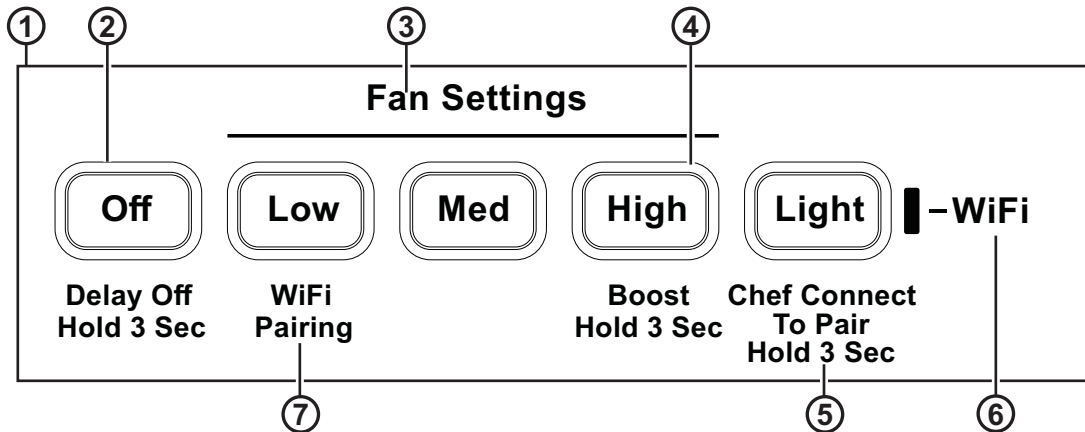 ① ② ③ ④
Fan Settings
Off Low Med High Light -WiFi
Delay Off
Hold 3 Sec
WiFi
Pairing
Boost
Hold 3 Sec
Chef Connect
To Pair
Hold 3 Sec
⑦ ⑤ ⑥